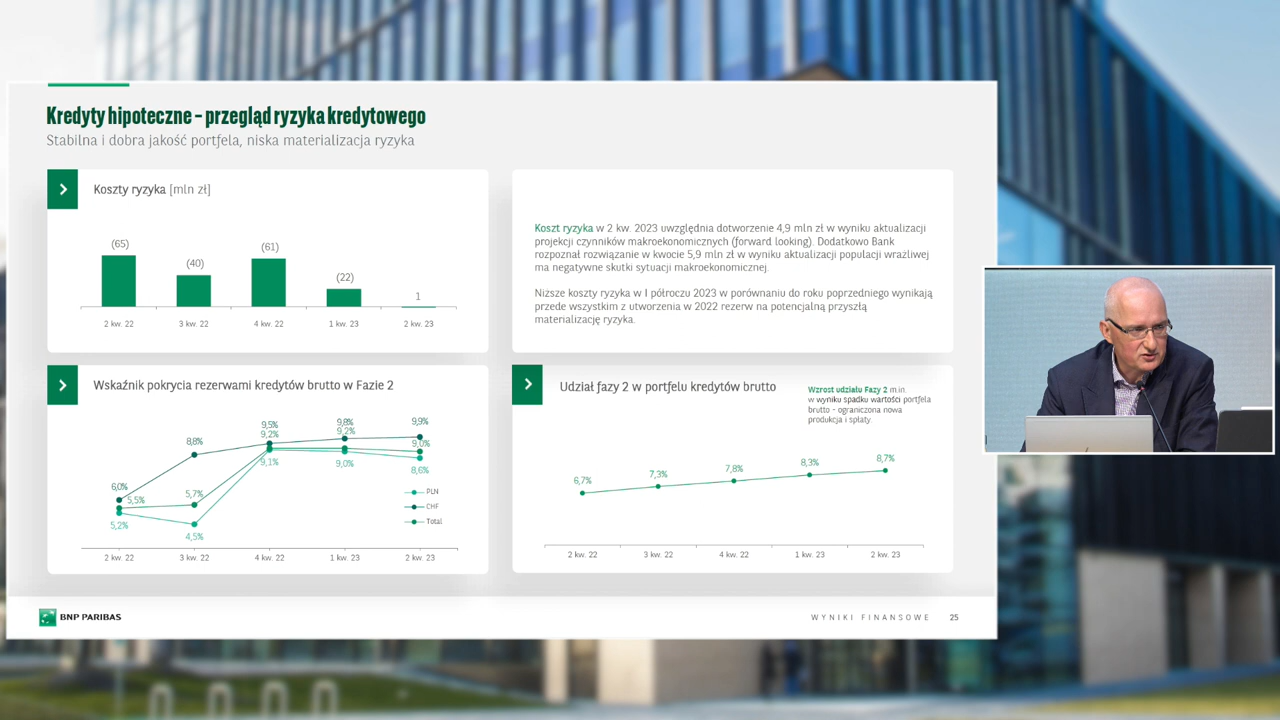 Kredyty hipoteczne – przegląd ryzyka kredytowego
Stabilna i dobra jakość portfela, niska materializacja ryzyka
Koszty ryzyka [mln zł]
(65)
(40)
(61)
(22)
1
2 kw. 22
3 kw. 22
4 kw. 22
1 kw. 23
2 kw. 23
Koszt ryzyka w 2 kw. 2023 uwzględnia dotworzenie 4,9 mln zł w wyniku aktualizacji
projekcji czynników makroekonomicznych (forward looking). Dodatkowo Bank
rozpoznał rozwiązanie w kwocie 5,9 mln zł w wyniku aktualizacji populacji wrażliwej
ma negatywne skutki sytuacji makroekonomicznej.
Niższe koszty ryzyka w I półroczu 2023 w porównaniu do roku poprzedniego wynikają
przede wszystkim z utworzenia w 2022 rezerw na potencjalną przyszłą
materializację ryzyka.
Wskaźnik pokrycia rezerwami kredytów brutto w Fazie 2
6,0%
5,5%
5,2%
8,8%
5,7%
4,5%
9,5%
9,2%
9,1%
9,8%
9,2%
9,0%
9,9%
9,0%
8,6%
PLN
CHF
Total
2 kw. 22
3 kw. 22
4 kw. 22
1 kw. 23
2 kw. 23
Udział fazy 2 w portfelu kredytów brutto
Wzrost udziału Fazy 2 m.in.
w wyniku spadku wartości portfela
brutto - ograniczona nowa
produkcja i spłaty.
6,7%
7,3%
7,8%
8,3%
8,7%
2 kw. 22
3 kw. 22
4 kw. 22
1 kw. 23
2 kw. 23
BNP PARIBAS
WYNIKI FINANSOWE 25